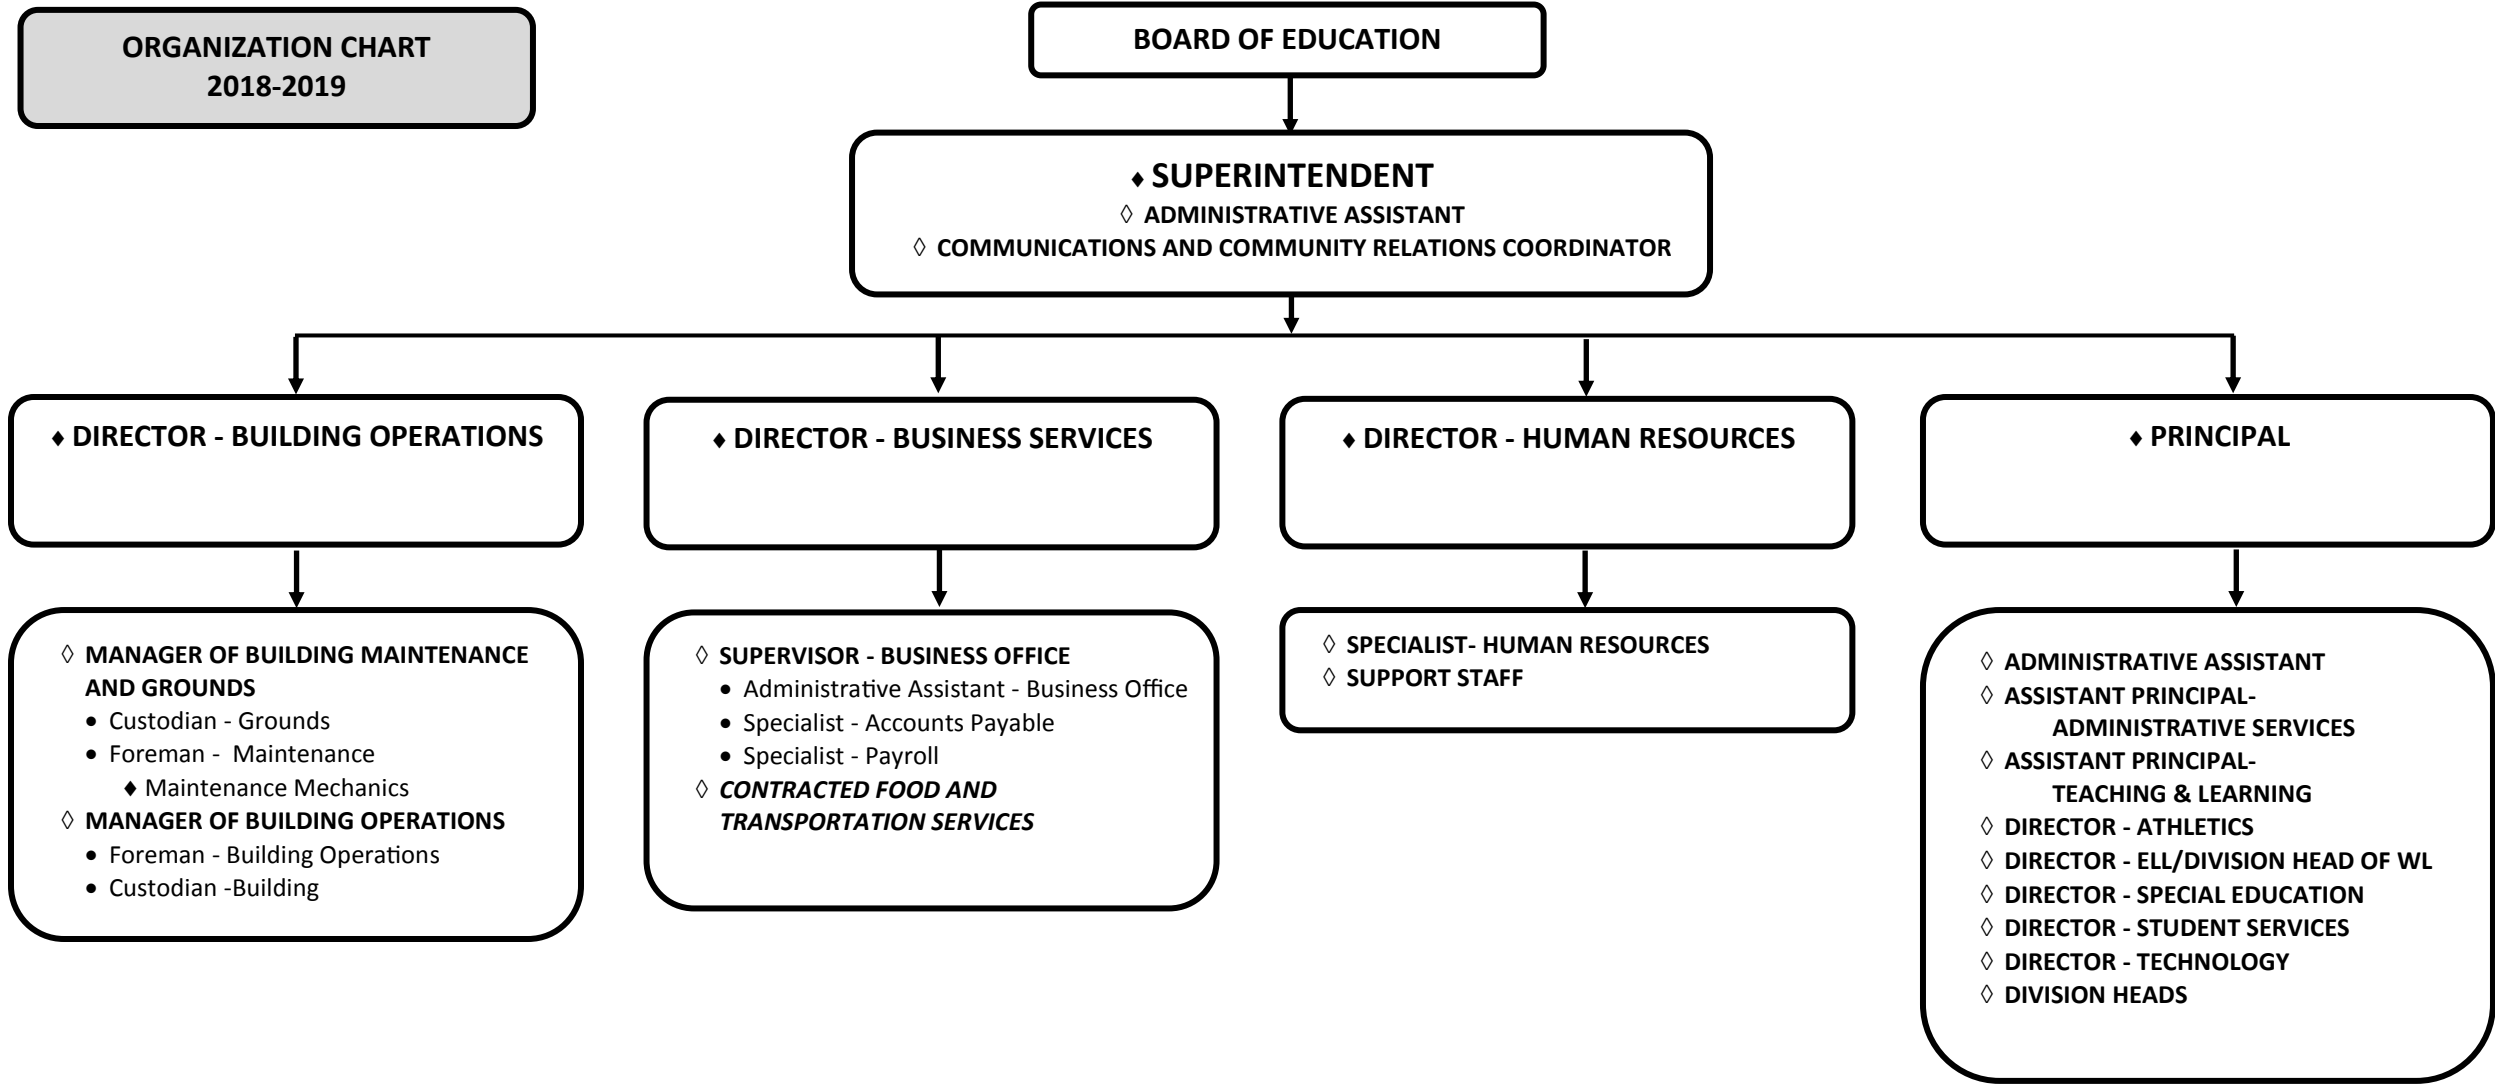 ORGANIZATION CHART
2018-2019
BOARD OF EDUCATION
♦ SUPERINTENDENT
◊ ADMINISTRATIVE ASSISTANT
◊ COMMUNICATIONS AND COMMUNITY RELATIONS COORDINATOR
♦ DIRECTOR - BUILDING OPERATIONS
♦ DIRECTOR - BUSINESS SERVICES
♦ DIRECTOR - HUMAN RESOURCES
♦ PRINCIPAL
◊ MANAGER OF BUILDING MAINTENANCE
AND GROUNDS
• Custodian - Grounds
• Foreman - Maintenance
♦ Maintenance Mechanics
◊ MANAGER OF BUILDING OPERATIONS
• Foreman - Building Operations
• Custodian -Building
◊ SUPERVISOR - BUSINESS OFFICE
• Administrative Assistant - Business Office
• Specialist - Accounts Payable
• Specialist - Payroll
◊ CONTRACTED FOOD AND
TRANSPORTATION SERVICES
◊ SPECIALIST- HUMAN RESOURCES
◊ SUPPORT STAFF
◊ ADMINISTRATIVE ASSISTANT
◊ ASSISTANT PRINCIPAL-
ADMINISTRATIVE SERVICES
◊ ASSISTANT PRINCIPAL-
TEACHING & LEARNING
◊ DIRECTOR - ATHLETICS
◊ DIRECTOR - ELL/DIVISION HEAD OF WL
◊ DIRECTOR - SPECIAL EDUCATION
◊ DIRECTOR - STUDENT SERVICES
◊ DIRECTOR - TECHNOLOGY
◊ DIVISION HEADS